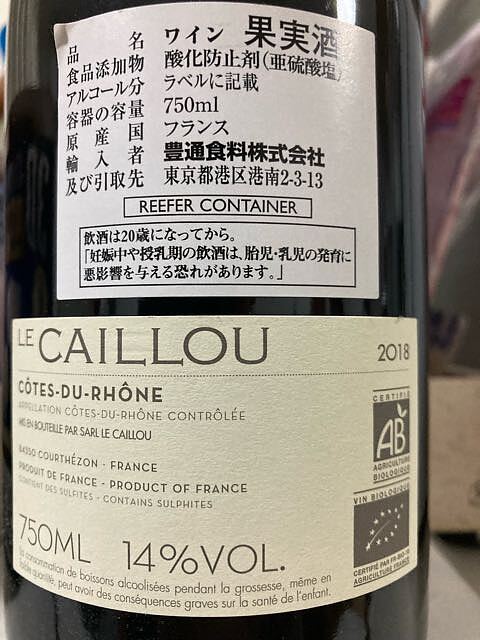 品名 ワイン 果実酒
食品添加物 酸化防止剤(亜硫酸塩)
アルコール分 ラベルに記載
容器の容量 750ml
原産国 フランス
輸入者 豊通食料株式会社
及び引取先 東京都港区港南2-3-13
REEFER CONTAINER
飲酒は20歳になってから。
「妊娠中や授乳期の飲酒は、胎児・乳児の発育に
悪影響を与える恐れがあります。」
LE CAILLOU 2018
CÔTES-DU-RHÔNE
APPELLATION CÔTES-DU-RHÔNE CONTRÔLÉE
MIS EN BOUTEILLE PAR SARL LE CAILLOU
84350 COURTHÉZON - FRANCE
PRODUIT DE FRANCE - PRODUCT OF FRANCE
CONTIENT DES SULFITES - CONTAINS SULPHITES
750ML 14%VOL.
La consommation de boissons alcoolisées pendant la grossesse, même en
faible quantité, peut avoir des conséquences graves sur la santé de l'enfant.
CERTIFIÉ
AB
AGRICULTURE
BIOLOGIQUE
VIN BIOLOGIQUE
CERTIFIÉ PAR FR-BIO-10
AGRICULTURE FRANCE